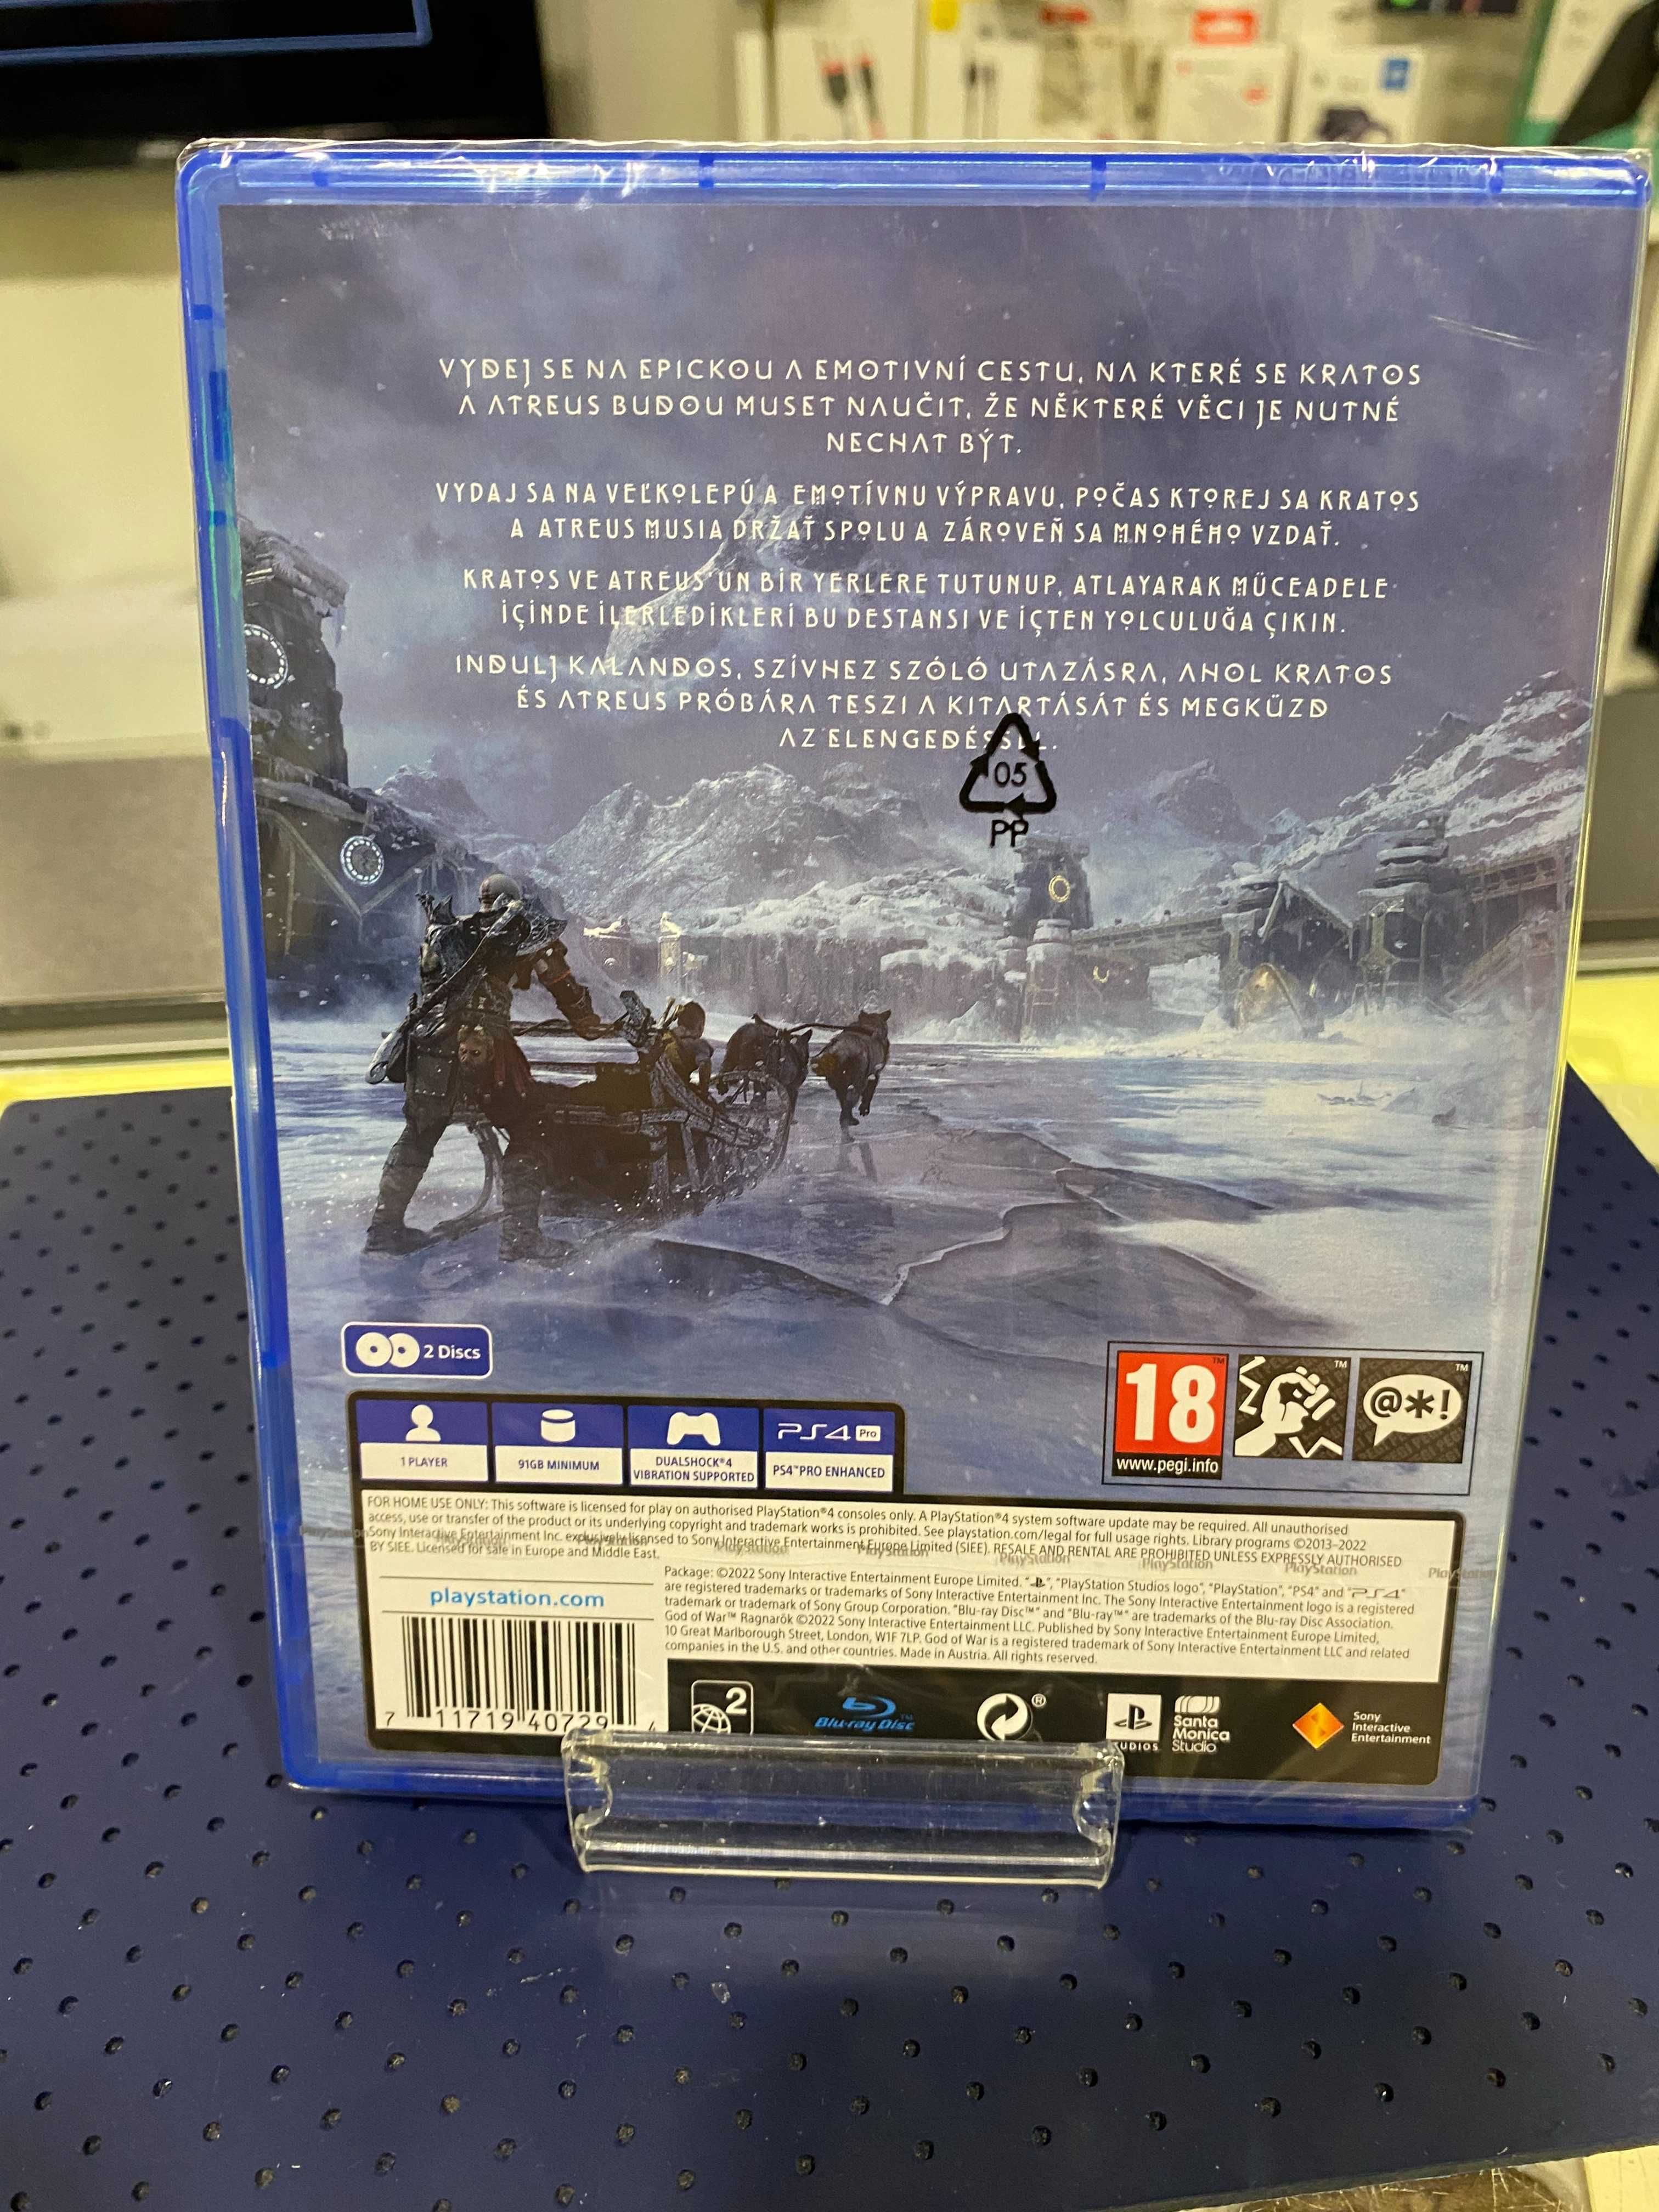 VYDEJ SE NA EPICKOU A EMOTIVNÍ CESTU, NA KTERÉ SE KRATOS
A ATREUS BUDOU MUSET NAUČIT, ŽE NĚKTERÉ VĚCI JE NUTNÉ
NECHAT BÝT.
VYDAJ SA NA VEĽKOLEPÚ A EMOTÍVNU VÝPRAVU, POČAS KTOREJ SA KRATOS
A ATREUS MUSIA DRŽAŤ SPOLU A ZÁROVEŇ SA MNOHÉHO VZDAŤ.
KRATOS VE ATREUS'UN BİR YERLERE TUTUNUP, ATLAYARAK MÜCEADELE
İÇİNDE İLERLEDİKLERİ BU DESTANSI VE İÇTEN YOLCULUĞA ÇIKIN.
INDULJ KALANDOS, SZÍVHEZ SZÓLÓ UTAZÁSRA, AHOL KRATOS
ÉS ATREUS PRÓBÁRA TESZI A KITARTÁSÁT ÉS MEGKÜZD
AZ
05
PP
2 Discs
18
www.pegi.info
@*!
1 PLAYER
91GB MINIMUM
DUALSHOCK®4
VIBRATION SUPPORTED
PS4 Pro
PS4™PRO ENHANCED
FOR HOME USE ONLY: This software is licensed for play on authorised PlayStation®4 consoles only. A PlayStation®4 system software update may be required. All unauthorised
access, use or transfer of the product or its underlying copyright and trademark works is prohibited. See playstation.com/legal for full usage rights. Library programs ©2013–2022
Sony Interactive Entertainment Inc. exclusively licensed to Sony Interactive Entertainment Europe Limited (SIEE). RESALE AND RENTAL ARE PROHIBITED UNLESS EXPRESSLY AUTHORISED
BY SIEE. Licensed for sale in Europe and Middle East.
playstation.com
Package: ©2022 Sony Interactive Entertainment Europe Limited. " ", "PlayStation Studios logo", "PlayStation", "PS4" and "PS4"
are registered trademarks or trademarks of Sony Interactive Entertainment Inc. The Sony Interactive Entertainment logo is a registered
trademark or trademark of Sony Group Corporation. "Blu-ray Disc™" and "Blu-ray™" are trademarks of the Blu-ray Disc Association.
God of War™ Ragnarök ©2022 Sony Interactive Entertainment LLC. Published by Sony Interactive Entertainment Europe Limited,
10 Great Marlborough Street, London, W1F 7LP. God of War is a registered trademark of Sony Interactive Entertainment LLC and related
companies in the U.S. and other countries. Made in Austria. All rights reserved.
7 11719 40729 4
2
Blu-ray Disc™
Santa
Monica
Studio
Sony
Interactive
Entertainment